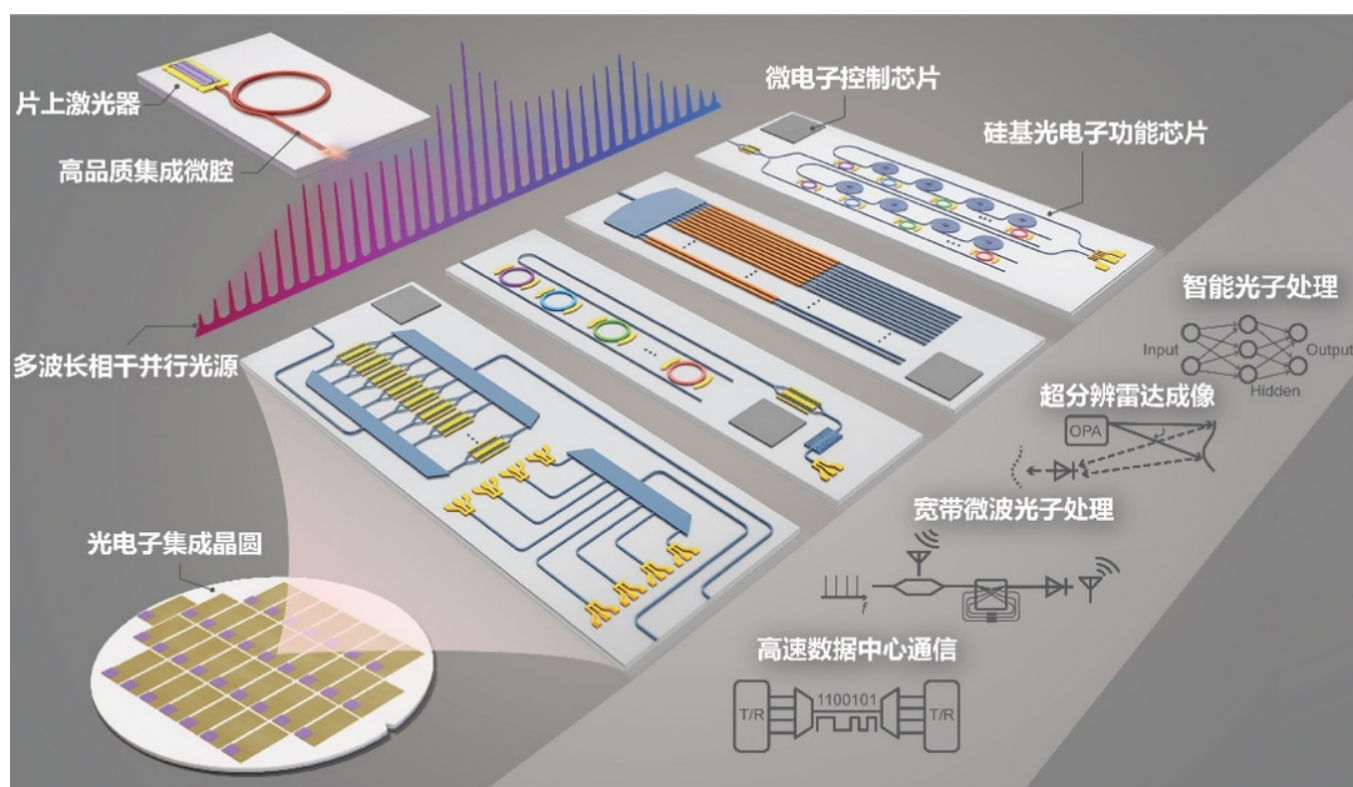 片上激光器
高品质集成微腔
多波长相干并行光源
光电子集成晶圆
微电子控制芯片
硅基光电子功能芯片
智能光子处理
Input
Output
Hidden
超分辨雷达成像
OPA
宽带微波光子处理
f
高速数据中心通信
T/R
1100101
T/R